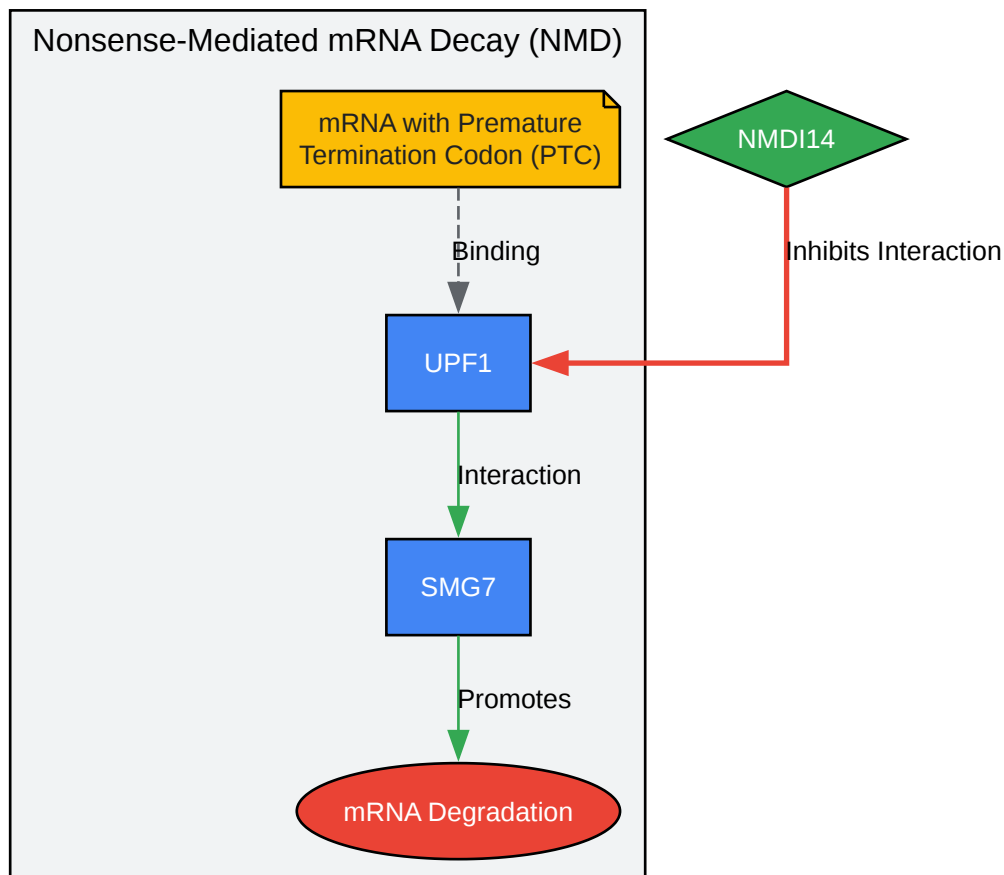 Nonsense-Mediated mRNA Decay (NMD)
mRNA with Premature
Termination Codon (PTC)
NMDI14
Binding
Inhibits Interaction
UPF1
Interaction
SMG7
Promotes
mRNA Degradation